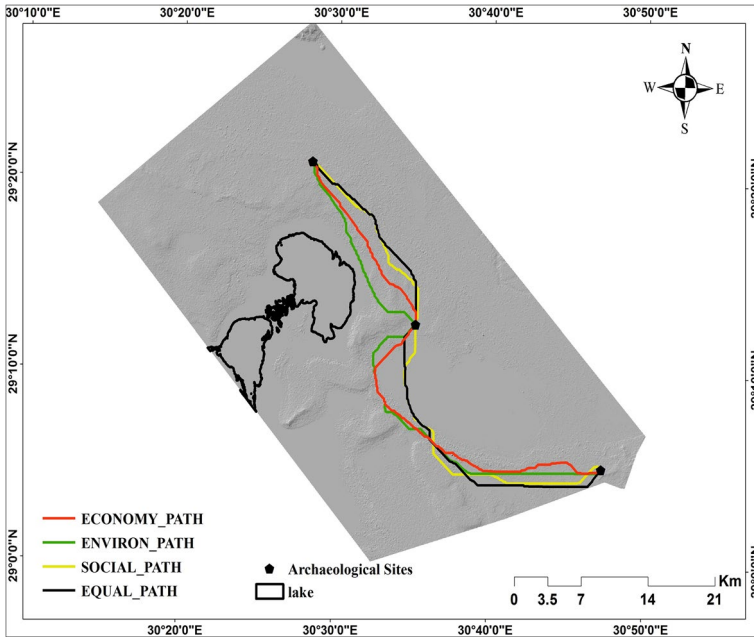 30°10'0"E 30°20'0"E 30°30'0"E 30°40'0"E 30°50'0"E
N
W E
S
29°20'0"N
29°10'0"N
29°0'0"N
ECONOMY_PATH
ENVIRON_PATH
SOCIAL_PATH
EQUAL_PATH
Archaeological Sites
lake
Km
0 3.5 7 14 21
30°20'0"E 30°30'0"E 30°40'0"E 30°50'0"E